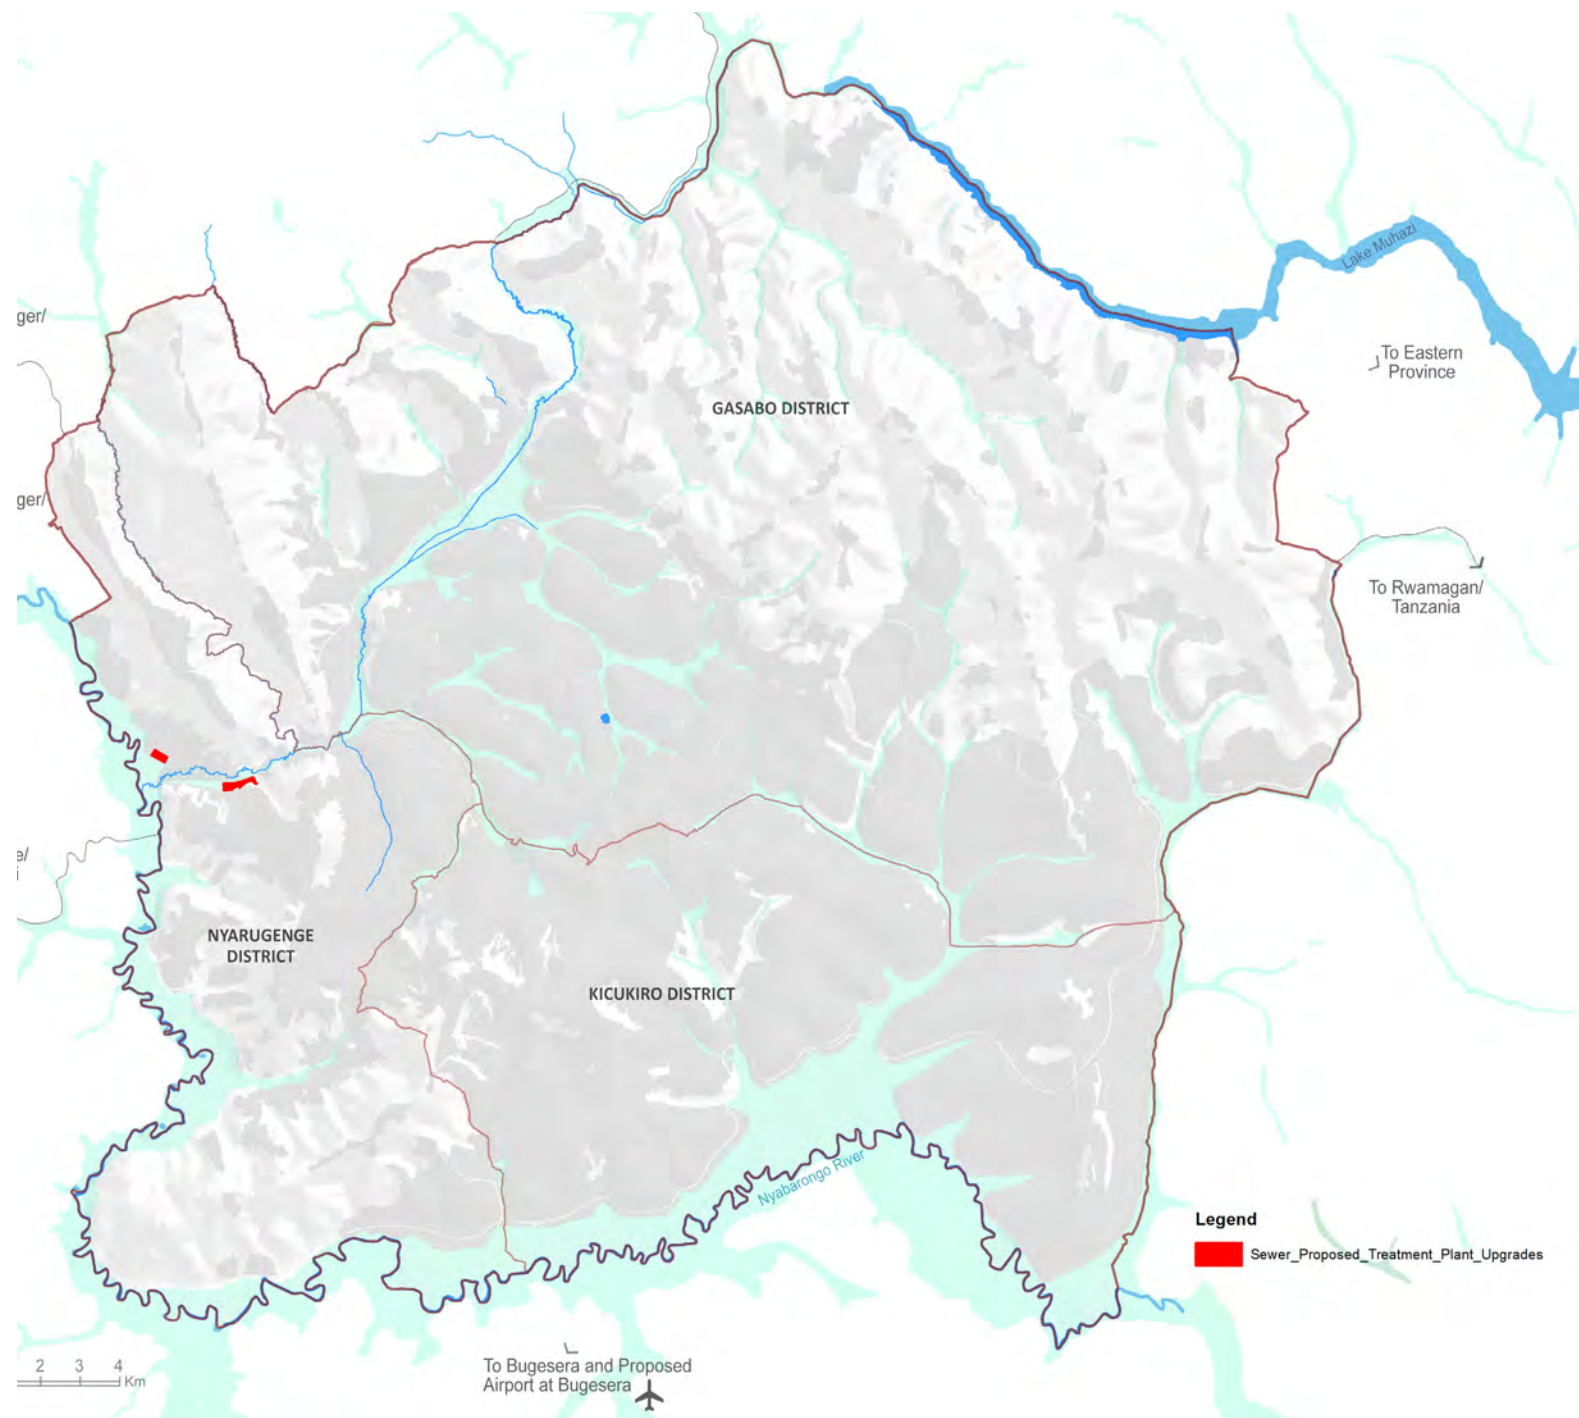 Lake Muhazi
ger/
To Eastern
Province
GASABO DISTRICT
ger/
To Rwamagan/
Tanzania
e/
NYARUGENGE
DISTRICT
KICUKIRO DISTRICT
Nyabarongo River
Legend
Sewer_Proposed_Treatment_Plant_Upgrades
To Bugesera and Proposed
Airport at Bugesera
2 3 4
Km